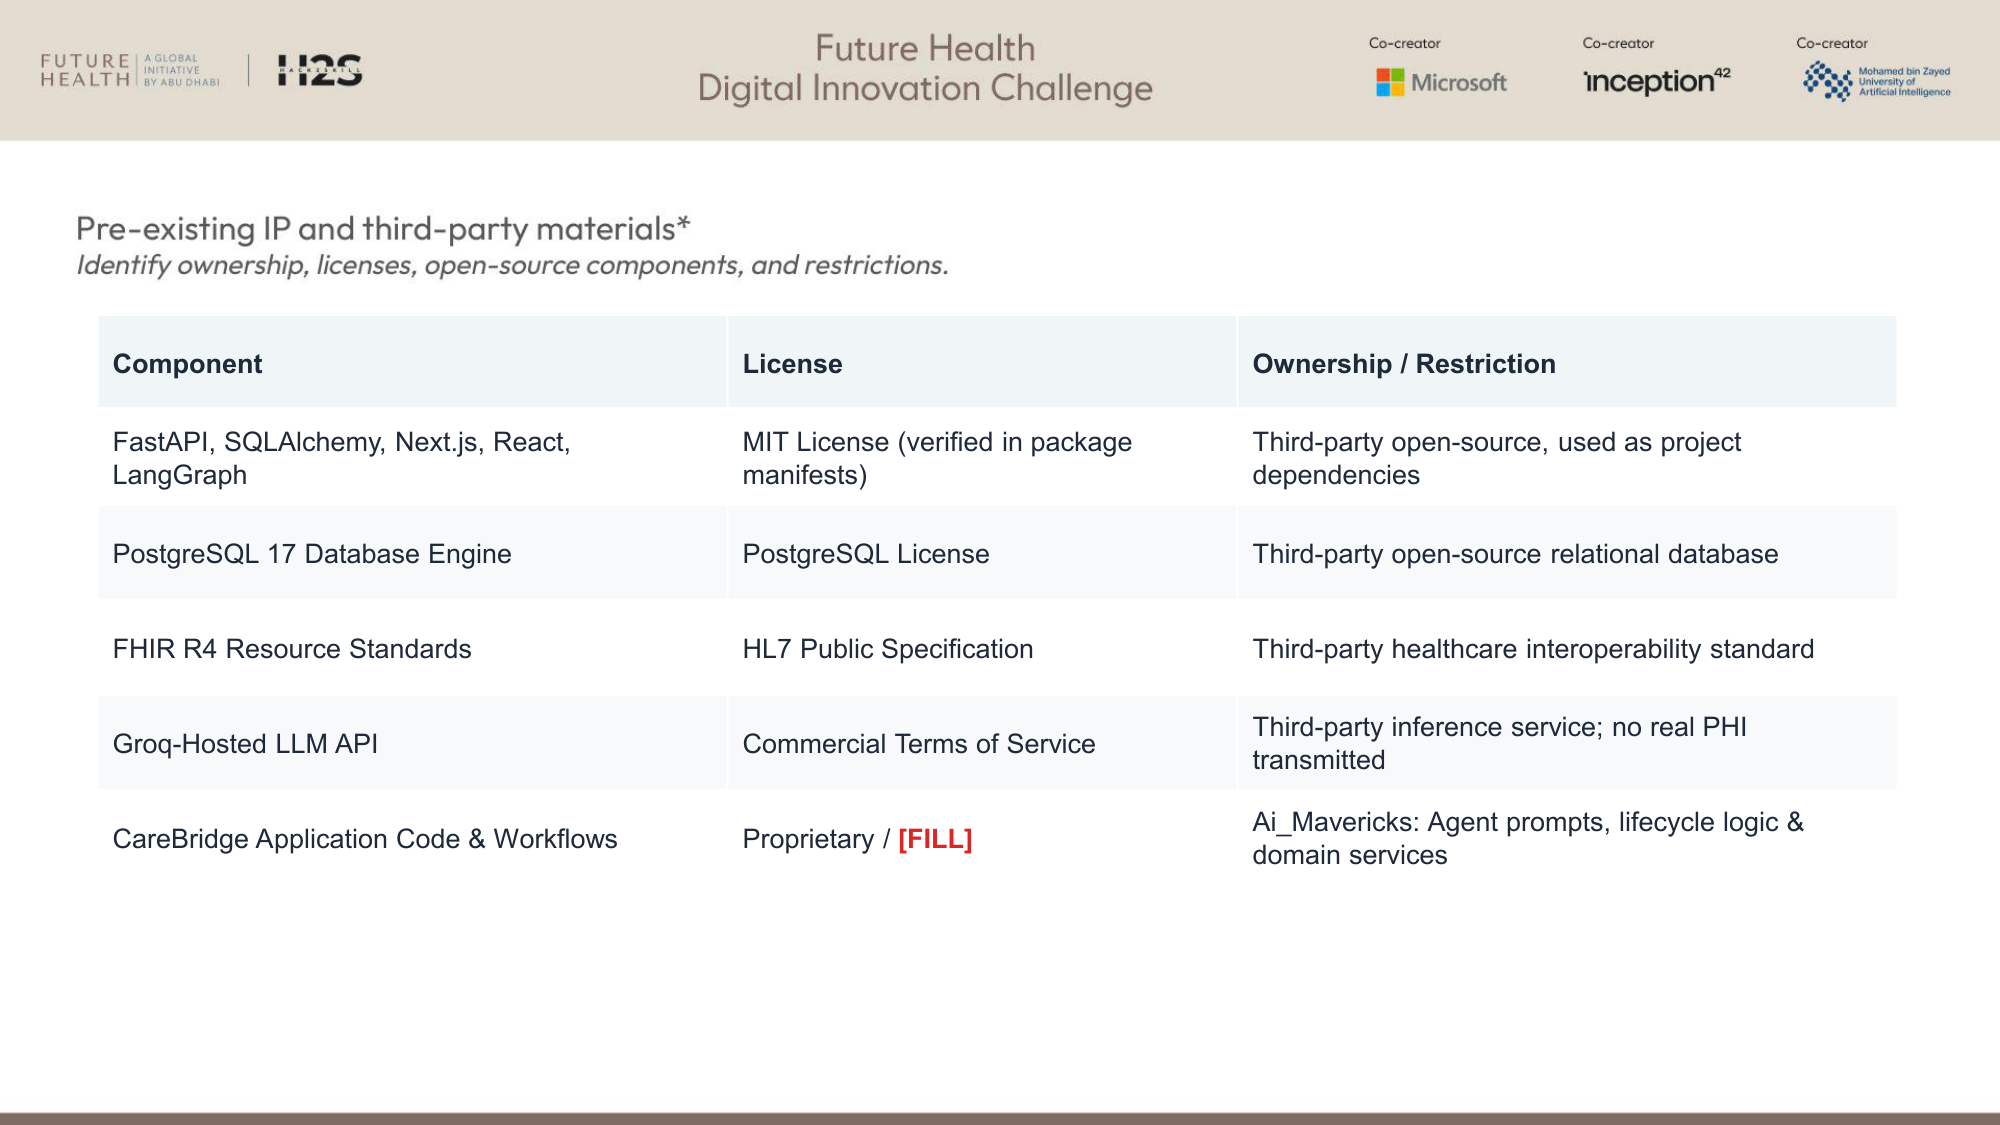 FUTURE HEALTH
A GLOBAL INITIATIVE BY ABU DHABI
H2S
HACK2SKILL
Future Health
Digital Innovation Challenge
Co-creator
Microsoft
Co-creator
inception42
Co-creator
Mohamed bin Zayed
University of
Artificial Intelligence
Pre-existing IP and third-party materials*
Identify ownership, licenses, open-source components, and restrictions.
Component
License
Ownership / Restriction
FastAPI, SQLAlchemy, Next.js, React,
LangGraph
MIT License (verified in package
manifests)
Third-party open-source, used as project
dependencies
PostgreSQL 17 Database Engine
PostgreSQL License
Third-party open-source relational database
FHIR R4 Resource Standards
HL7 Public Specification
Third-party healthcare interoperability standard
Groq-Hosted LLM API
Commercial Terms of Service
Third-party inference service; no real PHI
transmitted
CareBridge Application Code & Workflows
Proprietary / [FILL]
Ai_Mavericks: Agent prompts, lifecycle logic &
domain services